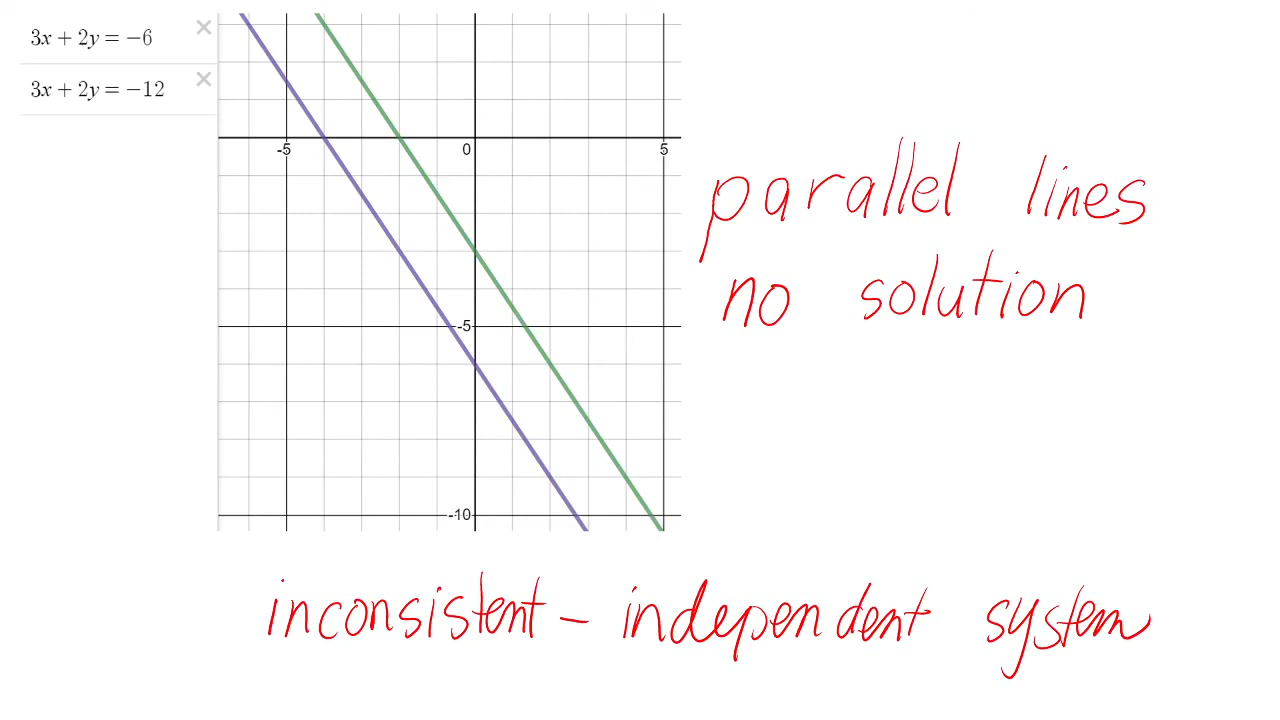 3x + 2y = −6 ×
3x + 2y = −12 ×
-5 0 5
-5
-10
parallel lines
no solution
inconsistent – independent system